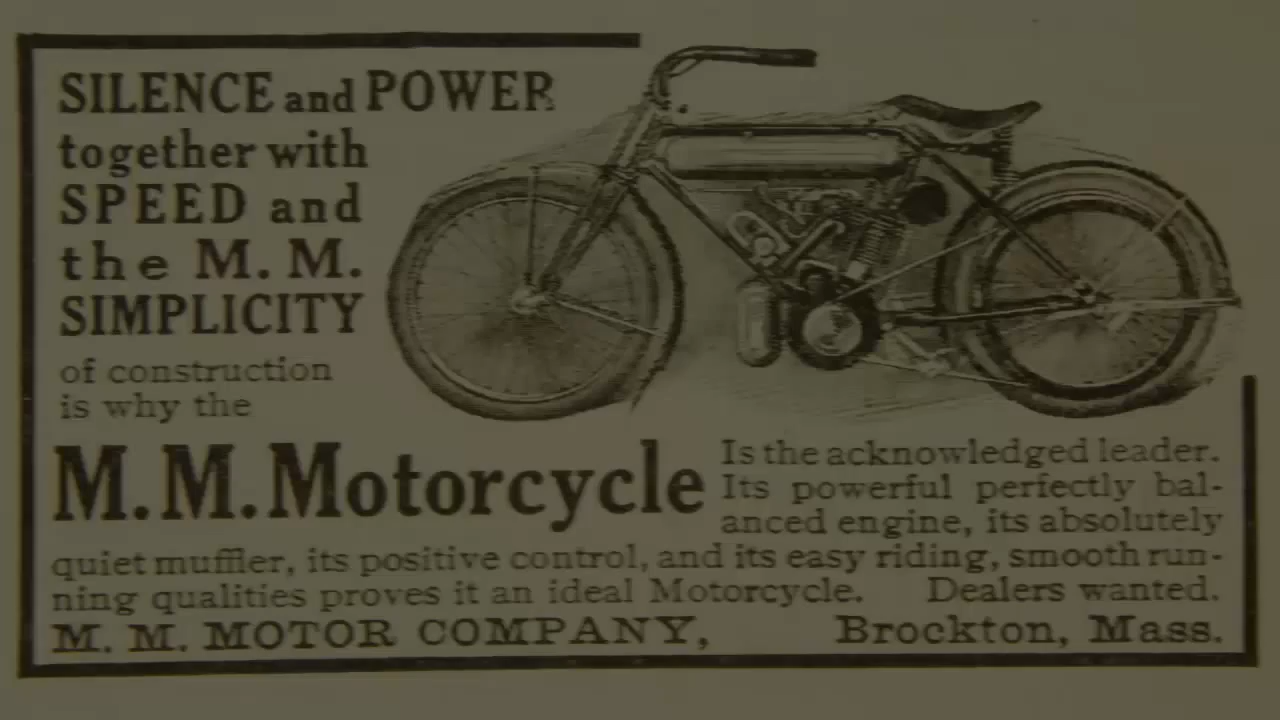 SILENCE and POWER
together with
SPEED and
the M. M.
SIMPLICITY
of construction
is why the
M. M. Motorcycle
Is the acknowledged leader.
Its powerful perfectly bal-
anced engine, its absolutely
quiet muffler, its positive control, and its easy riding, smooth run-
ning qualities proves it an ideal Motorcycle. Dealers wanted.
M. M. MOTOR COMPANY, Brockton, Mass.